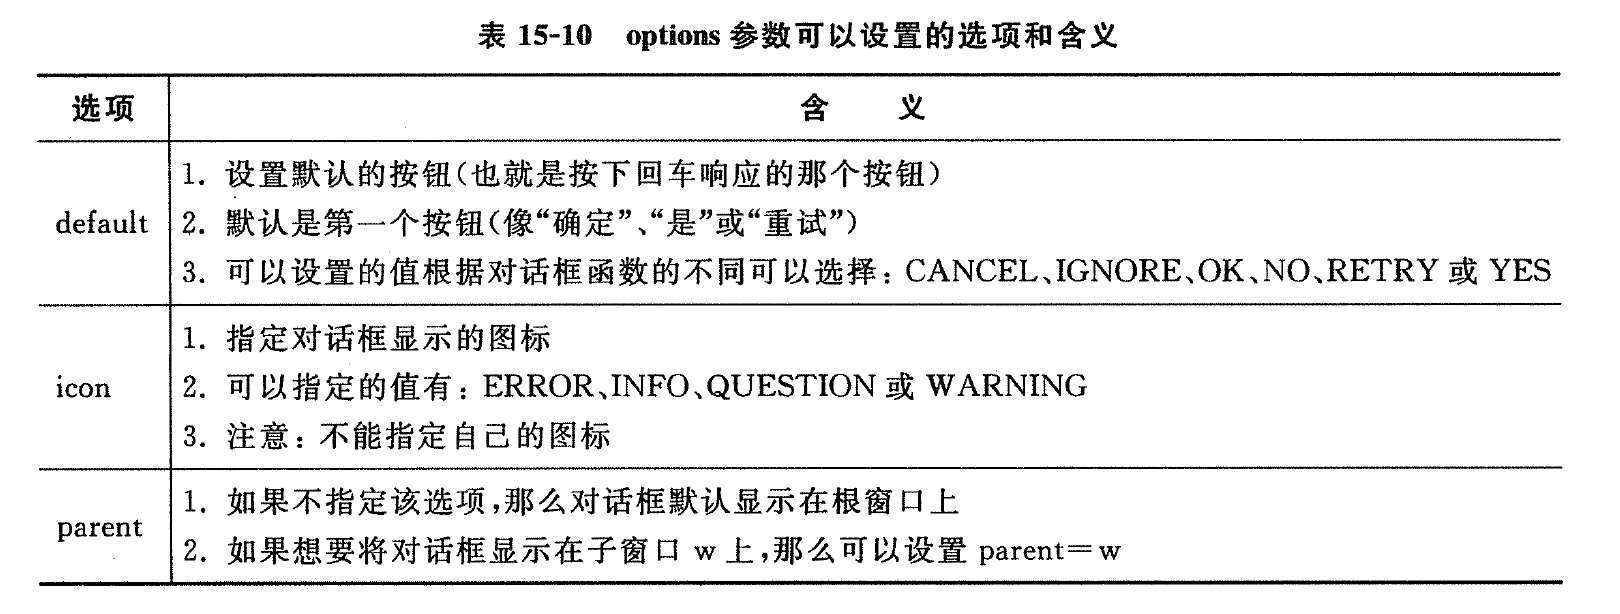 表 15-10 options 参数可以设置的选项和含义
选项 含 义
default
1. 设置默认的按钮(也就是按下回车响应的那个按钮)
2. 默认是第一个按钮(像“确定”、“是”或“重试”)
3. 可以设置的值根据对话框函数的不同可以选择: CANCEL、IGNORE、OK、NO、RETRY 或 YES
icon
1. 指定对话框显示的图标
2. 可以指定的值有: ERROR、INFO、QUESTION 或 WARNING
3. 注意: 不能指定自己的图标
parent
1. 如果不指定该选项,那么对话框默认显示在根窗口上
2. 如果想要将对话框显示在子窗口 w 上,那么可以设置 parent=w